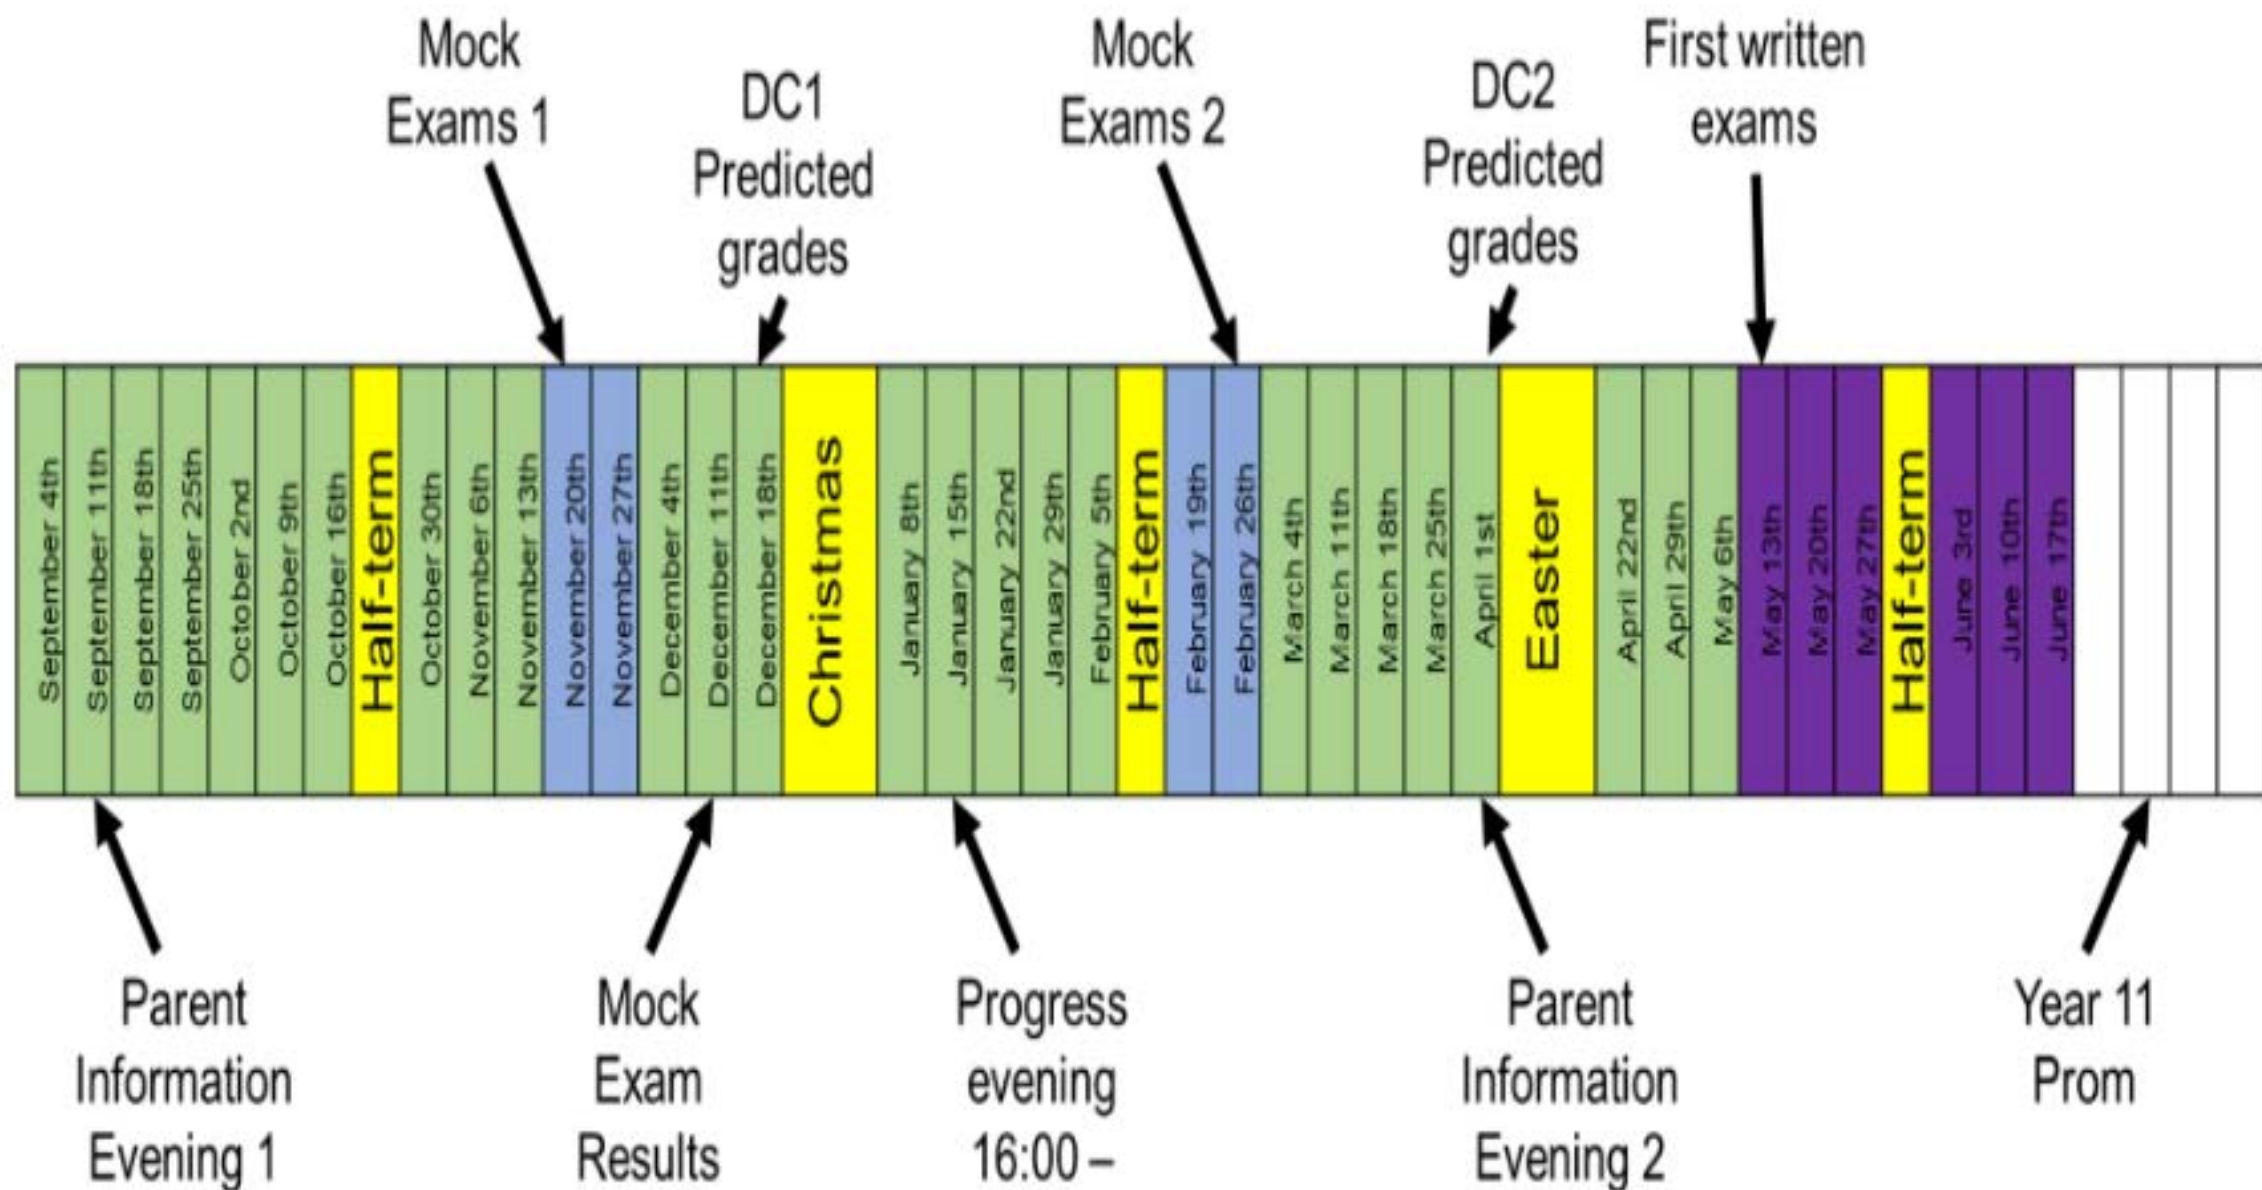 Mock
Exams 1
DC1
Predicted
grades
Mock
Exams 2
DC2
Predicted
grades
First written
exams
September 4th
September 11th
September 18th
September 25th
October 2nd
October 9th
October 16th
Half-term
October 30th
November 6th
November 13th
November 20th
November 27th
December 4th
December 11th
December 18th
Christmas
January 8th
January 15th
January 22nd
January 29th
February 5th
Half-term
February 19th
February 26th
March 4th
March 11th
March 18th
March 25th
April 1st
Easter
April 22nd
April 29th
May 6th
May 13th
May 20th
May 27th
Half-term
June 3rd
June 10th
June 17th
Parent
Information
Evening 1
Mock
Exam
Results
Progress
evening
16:00 –
Parent
Information
Evening 2
Year 11
Prom